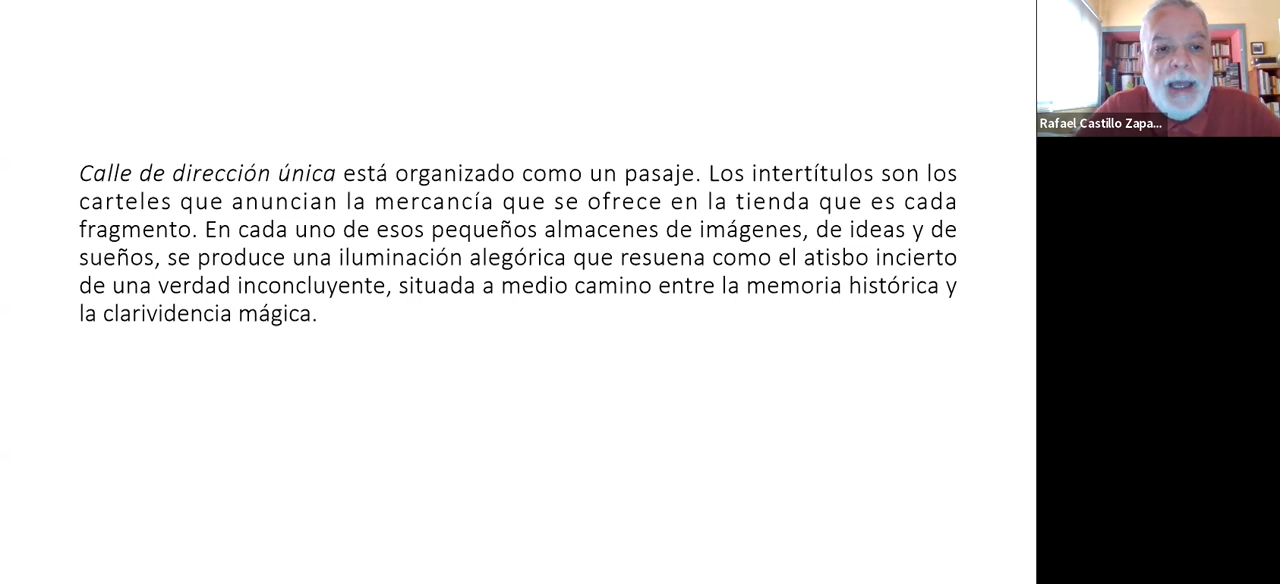 Calle de dirección única está organizado como un pasaje. Los intertítulos son los
carteles que anuncian la mercancía que se ofrece en la tienda que es cada
fragmento. En cada uno de esos pequeños almacenes de imágenes, de ideas y de
sueños, se produce una iluminación alegórica que resuena como el atisbo incierto
de una verdad inconcluyente, situada a medio camino entre la memoria histórica y
la clarividencia mágica.
Rafael Castillo Zapa...